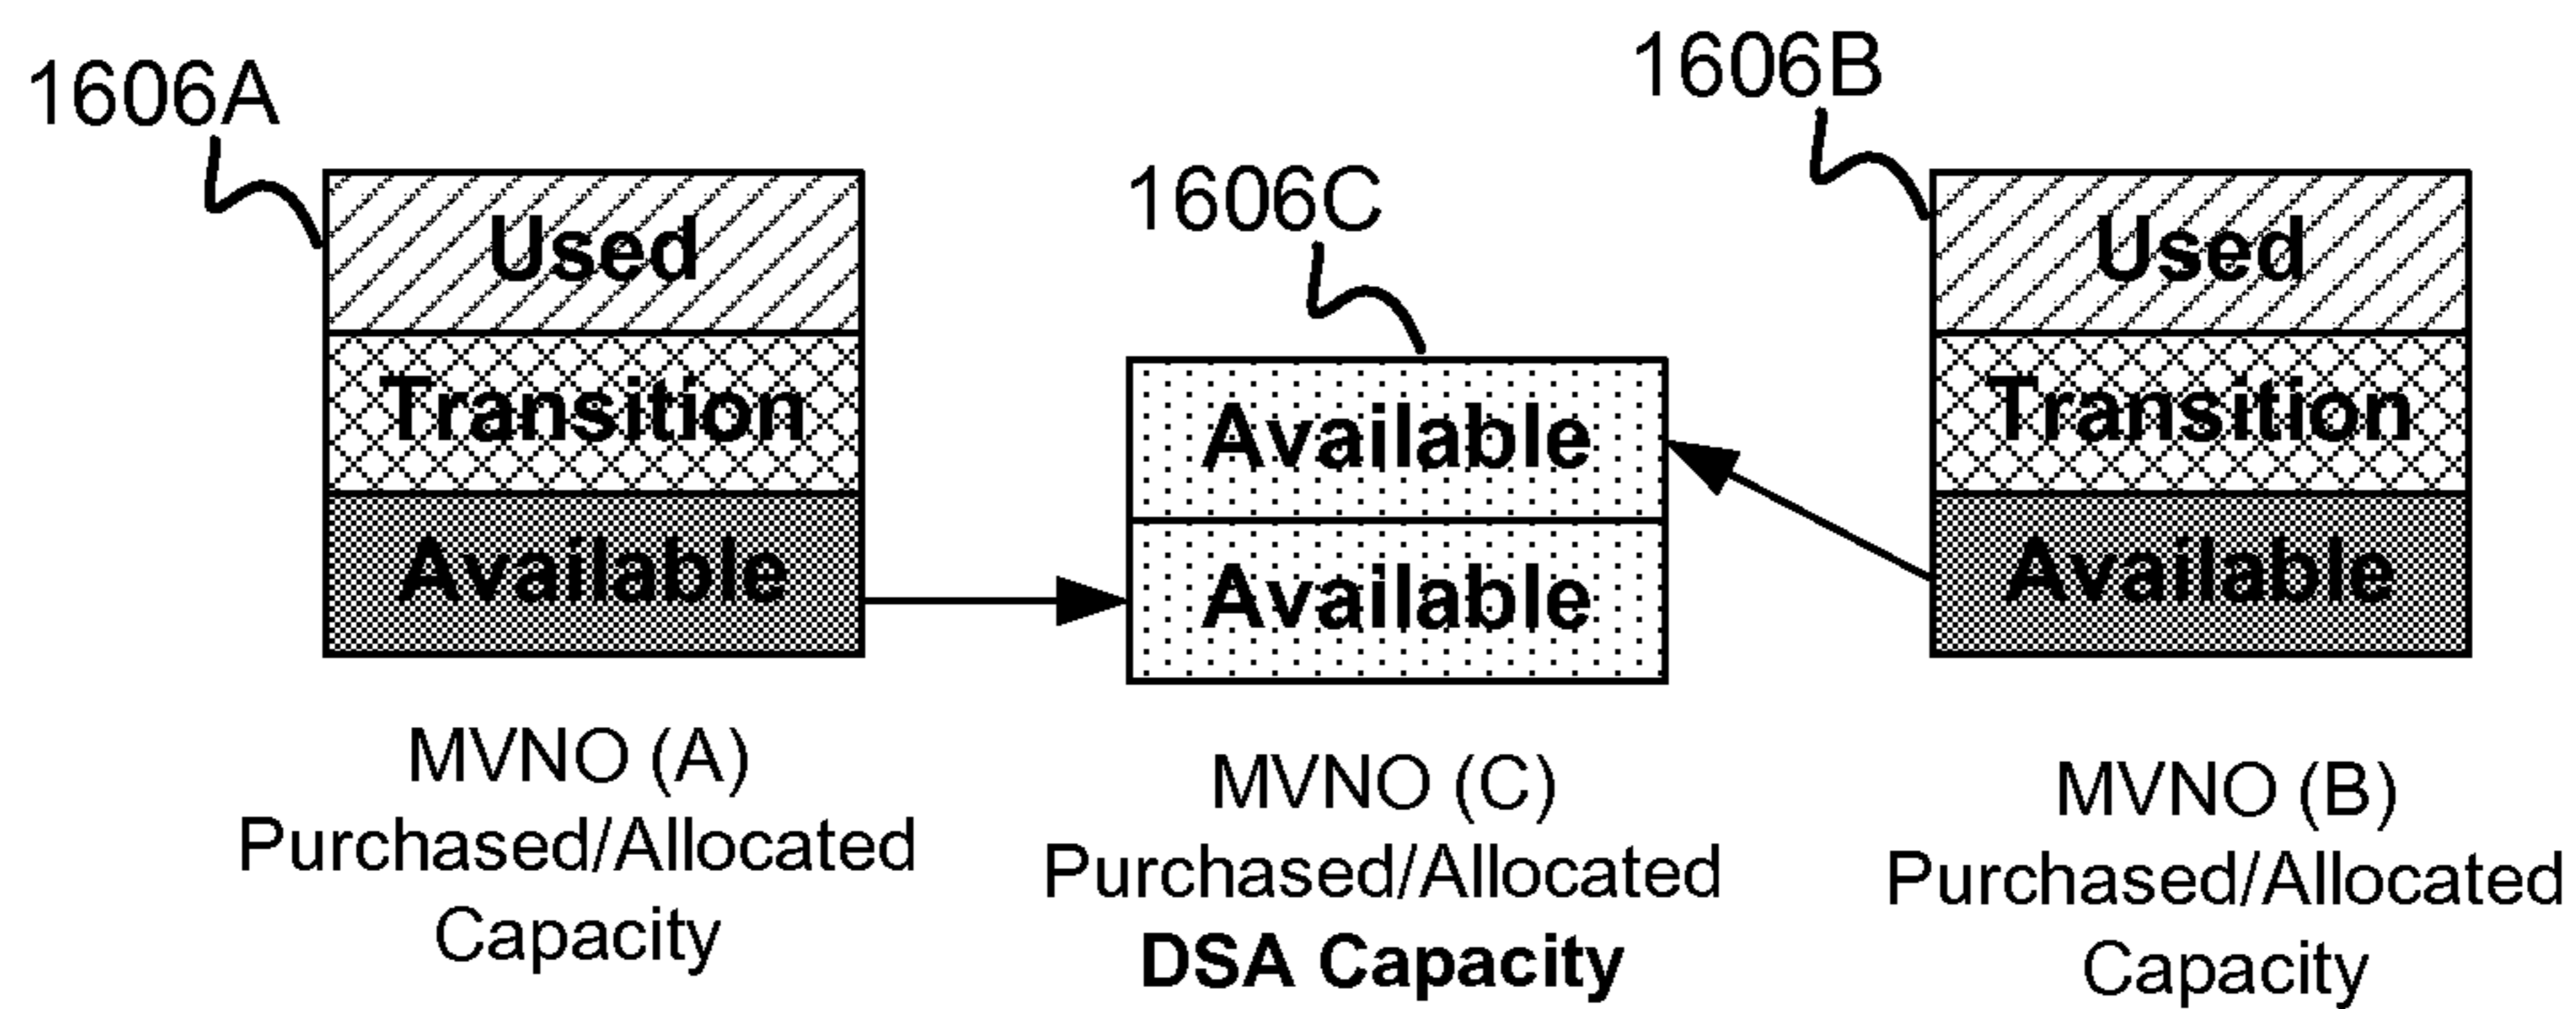 1606A
Used
Transition
Available
MVNO (A)
Purchased/Allocated
Capacity
1606C
Available
Available
MVNO (C)
Purchased/Allocated
DSA Capacity
1606B
Used
Transition
Available
MVNO (B)
Purchased/Allocated
Capacity